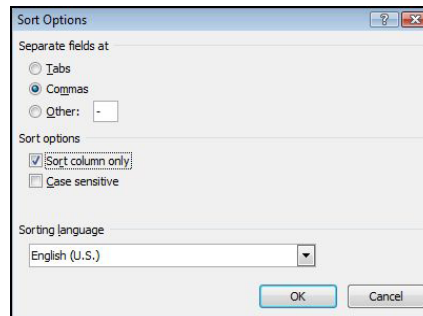 Sort Options
Separate fields at
Tabs
Commas
Other: -
Sort options
Sort column only
Case sensitive
Sorting language
English (U.S.)
OK Cancel